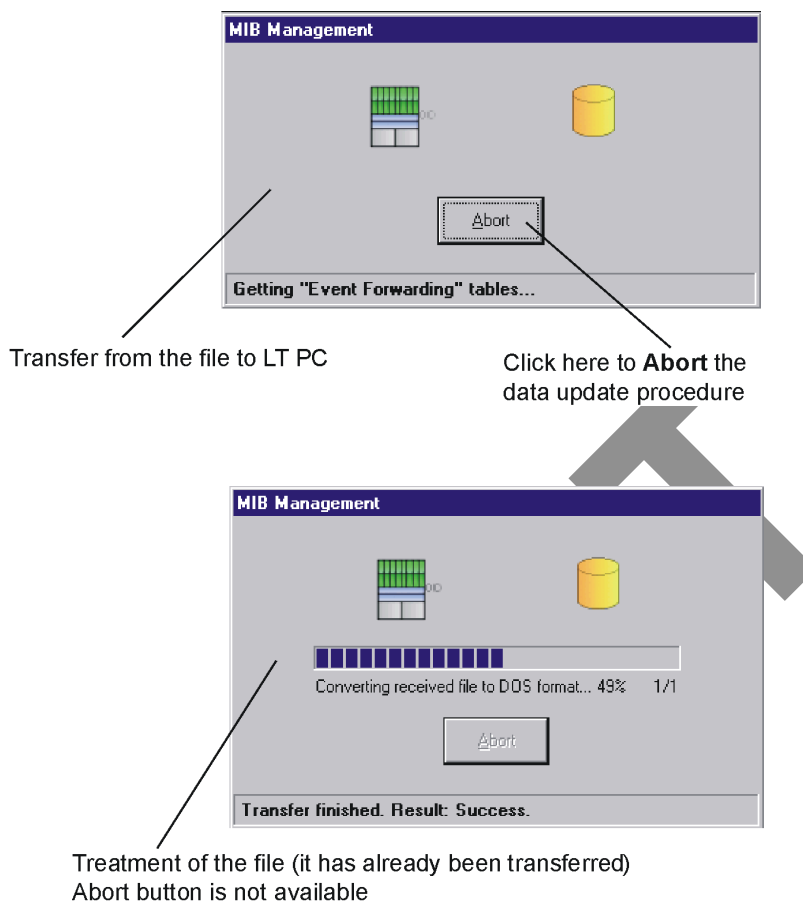 MIB Management
Abort
Getting "Event Forwarding" tables...
Transfer from the file to LT PC
Click here to Abort the
data update procedure
MIB Management
Converting received file to DOS format... 49% 1/1
Abort
Transfer finished. Result: Success.
Treatment of the file (it has already been transferred)
Abort button is not available